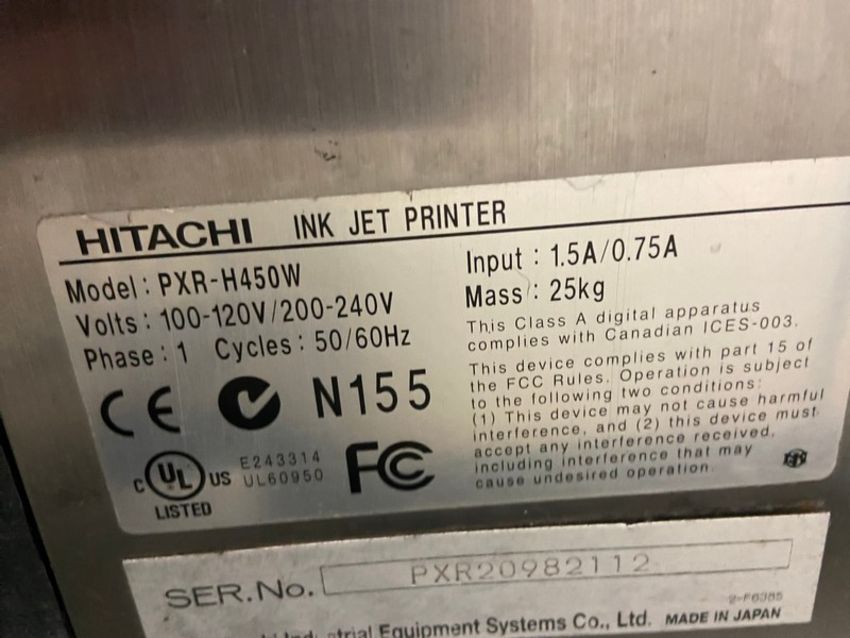 HITACHI INK JET PRINTER
Model : PXR-H450W
Volts : 100-120V/200-240V
Phase : 1 Cycles : 50/60Hz
Input : 1.5A/0.75A
Mass : 25kg
This Class A digital apparatus
complies with Canadian ICES-003.
This device complies with part 15 of
the FCC Rules. Operation is subject
to the following two conditions:
(1) This device may not cause harmful
interference, and (2) this device must
accept any interference received,
including interference that may
cause undesired operation.
CE N155
C UL US
LISTED
E243314
UL60950
FC
SER.No. PXR20982112
Equipment Systems Co., Ltd. MADE IN JAPAN